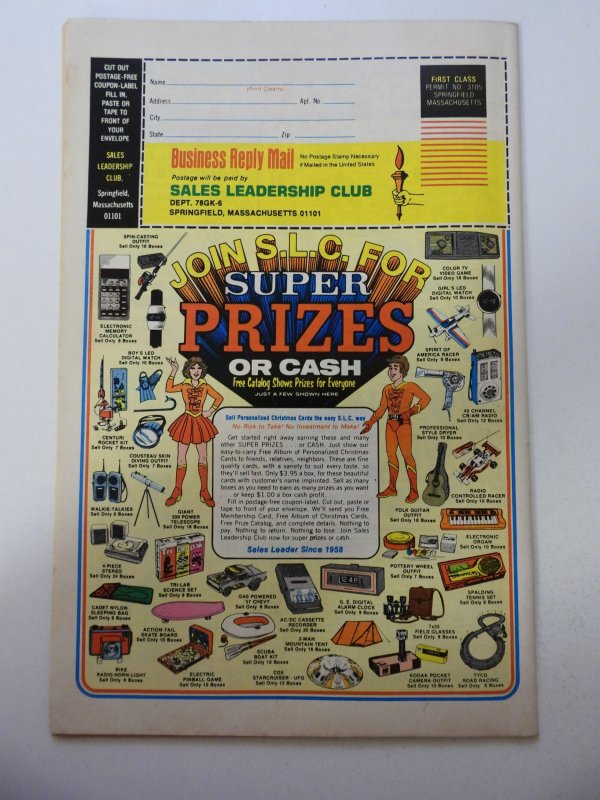 CUT OUT
POSTAGE-FREE
COUPON-LABEL
FILL IN,
PASTE OR
TAPE TO
FRONT OF
YOUR
ENVELOPE
SALES
LEADERSHIP
CLUB,
Springfield,
Massachusetts
01101
Name
(Print Clearly)
Address Apt. No.
City
State Zip
FIRST CLASS
PERMIT NO. 3105
SPRINGFIELD
MASSACHUSETTS
Business Reply Mail
No Postage Stamp Necessary
if Mailed in the United States
Postage will be paid by
SALES LEADERSHIP CLUB
DEPT. 78GK-6
SPRINGFIELD, MASSACHUSETTS 01101
JOIN S.L.C. FOR
SUPER
PRIZES
OR CASH
Free Catalog Shows Prizes for Everyone
JUST A FEW SHOWN HERE
SPIN-CASTING
OUTFIT
Sell Only 10 Boxes
ELECTRONIC
MEMORY
CALCULATOR
Sell Only 8 Boxes
BOY'S LED
DIGITAL WATCH
Sell Only 10 Boxes
CENTURI
ROCKET KIT
Sell Only 7 Boxes
COUSTEAU SKIN
DIVING OUTFIT
Sell Only 7 Boxes
WALKIE-TALKIES
Sell Only 9 Boxes
GIANT
300 POWER
TELESCOPE
Sell Only 18 Boxes
4-PIECE
STEREO
Sell Only 24 Boxes
TRI-LAB
SCIENCE SET
Sell Only 9 Boxes
CADET NYLON
SLEEPING BAG
Sell Only 9 Boxes
ACTION-TAIL
SKATE BOARD
Sell Only 10 Boxes
GAS POWERED
'57 CHEVY
Sell Only 8 Boxes
BIKE
RADIO-HORN-LIGHT
Sell Only 9 Boxes
ELECTRIC
PINBALL GAME
Sell Only 10 Boxes
SCUBA
BOAT KIT
Sell Only 10 Boxes
COX
STARCRUISER - UFO
Sell Only 12 Boxes
AC/DC CASSETTE
RECORDER
Sell Only 20 Boxes
2-MAN
MOUNTAIN TENT
Sell Only 16 Boxes
G. E. DIGITAL
ALARM CLOCK
Sell Only 9 Boxes
COLOR TV
VIDEO GAME
Sell Only 19 Boxes
GIRL'S LED
DIGITAL WATCH
Sell Only 10 Boxes
SPIRIT OF
AMERICA RACER
Sell Only 9 Boxes
40 CHANNEL
CB/AM RADIO
Sell Only 12 Boxes
PROFESSIONAL
STYLE DRYER
Sell Only 10 Boxes
RADIO
CONTROLLED RACER
Sell Only 10 Boxes
FOLK GUITAR
OUTFIT
Sell Only 16 Boxes
ELECTRONIC
ORGAN
Sell Only 10 Boxes
POTTERY WHEEL
OUTFIT
Sell Only 7 Boxes
SPALDING
TENNIS SET
Sell Only 9 Boxes
7x35
FIELD GLASSES
Sell Only 6 Boxes
KODAK POCKET
CAMERA OUTFIT
Sell Only 9 Boxes
TYCO
ROAD RACING
Sell Only 9 Boxes
Sell Personalized Christmas Cards the easy S.L.C. way
No Risk to Take! No Investment to Make!
Get started right away earning these and many
other SUPER PRIZES . . . or CASH. Just show our
easy-to-carry Free Album of Personalized Christmas
Cards to friends, relatives, neighbors. These are fine
quality cards, with a variety to suit every taste, so
they'll sell fast. Only $3.95 a box, for these beautiful
cards with customer's name imprinted. Sell as many
boxes as you need to earn as many prizes as you want
. . . or keep $1.00 a box cash profit.
Fill in postage-free coupon-label. Cut out, paste or
tape to front of your envelope. We'll send you Free
Membership Card, Free Album of Christmas Cards,
Free Prize Catalog, and complete details. Nothing to
pay. Nothing to return. Nothing to lose. Join Sales
Leadership Club now for super prizes or cash.
Sales Leader Since 1958